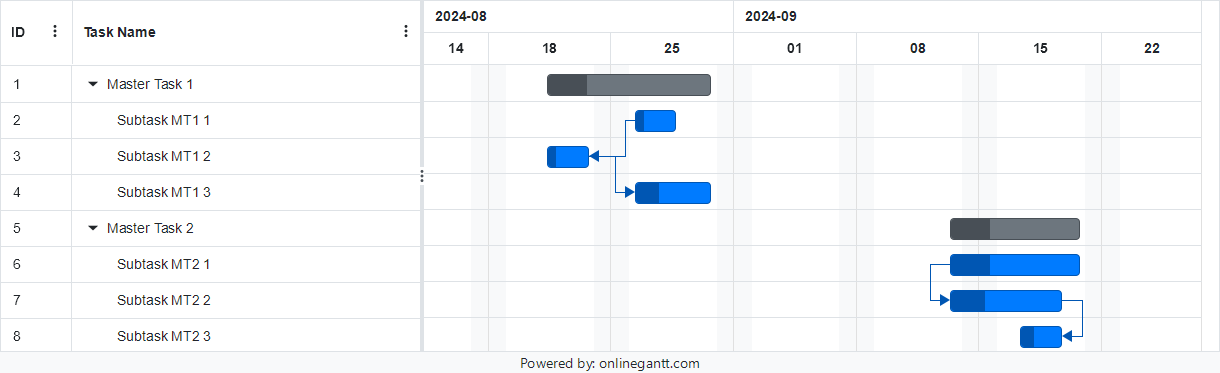 2024-08 2024-09
ID Task Name
14 18 25 01 08 15 22
1 Master Task 1
2 Subtask MT1 1
3 Subtask MT1 2
4 Subtask MT1 3
5 Master Task 2
6 Subtask MT2 1
7 Subtask MT2 2
8 Subtask MT2 3
Powered by: onlinegantt.com